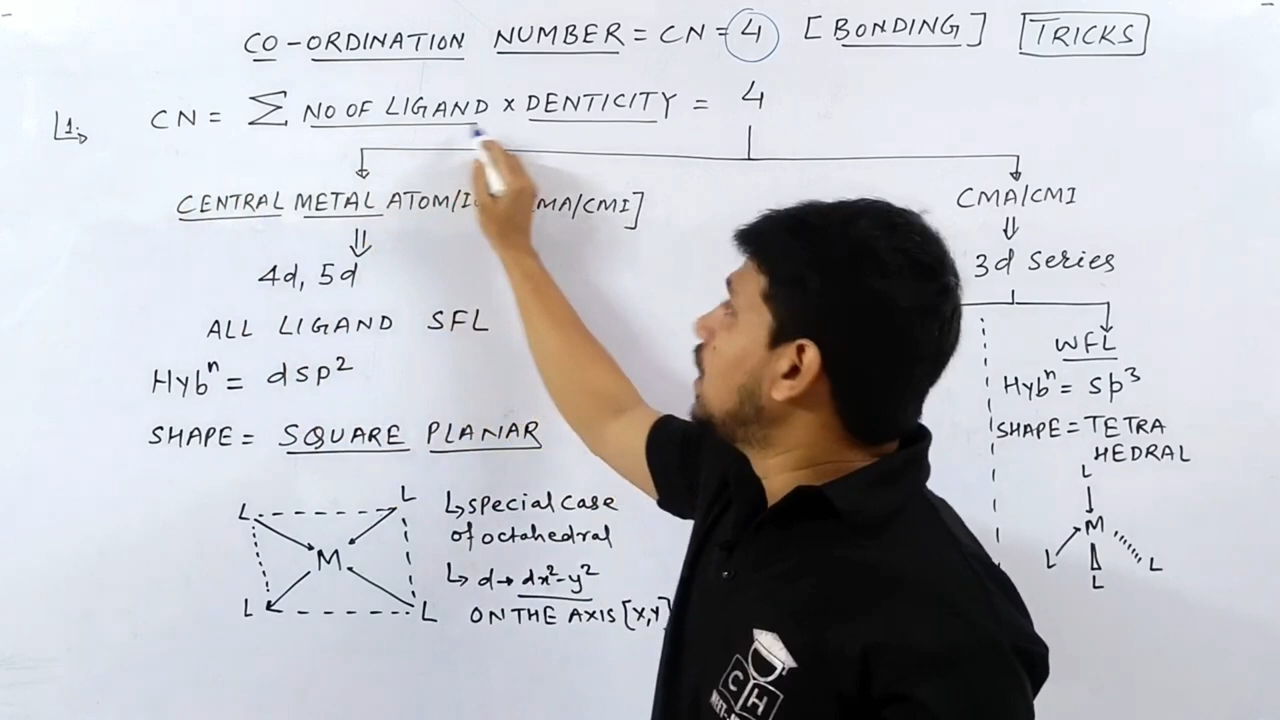 CO-ORDINATION NUMBER = CN = 4 [BONDING] TRICKS
1. CN = ∑ NO OF LIGAND × DENTICITY = 4
CENTRAL METAL ATOM/I MA/CMI]
4d, 5d
ALL LIGAND SFL
Hybⁿ = dsp²
SHAPE = SQUARE PLANAR
L L
M
L L
↳ special case
of octahedral
↳ d → dx²-y²
ON THE AXIS [X,Y]
CMA/CMI
⇓
3d series
WFL
Hybⁿ = sp³
SHAPE = TETRA
HEDRAL
L
M
L L L
C H